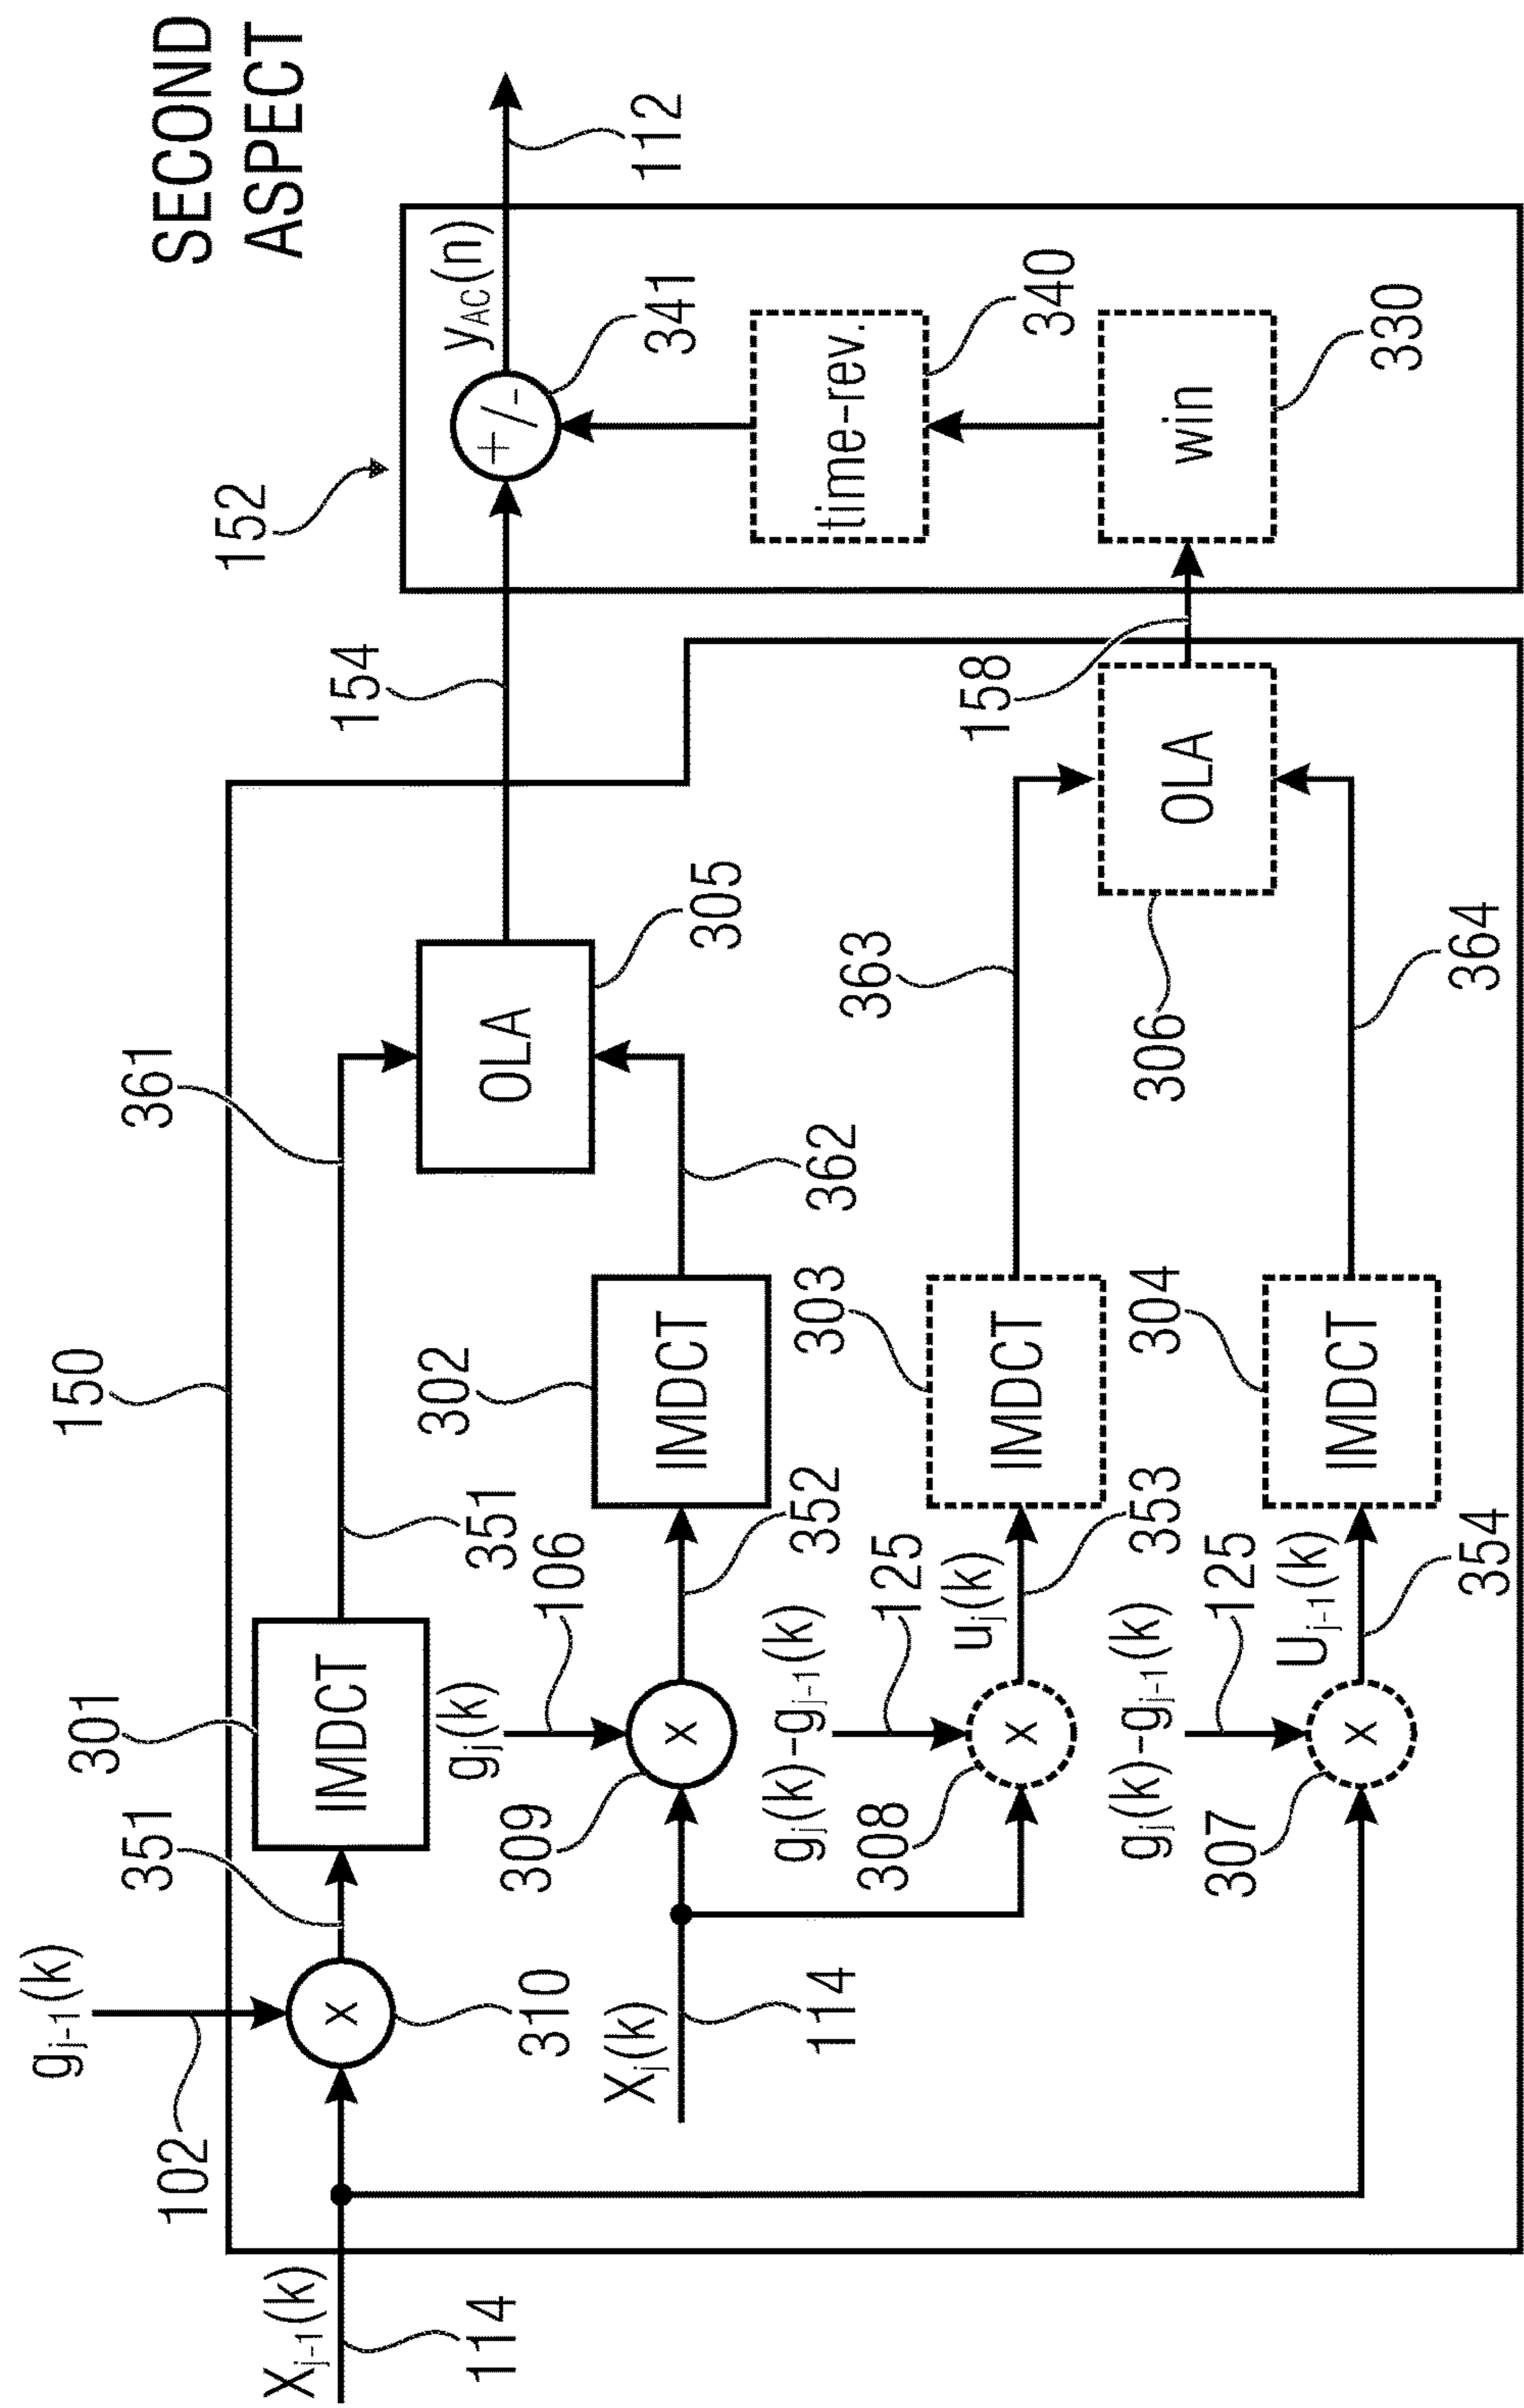 SECOND
ASPECT
152
y_AC(n)
112
+/-
341
time-rev.
340
win
330
154
158
150
361
OLA
305
362
363
OLA
306
364
g_j-1(k)
102
X_j-1(k)
114
x
310
351
301
IMDCT
351
g_j(k)
106
X_j(k)
114
309
x
352
302
IMDCT
g_j(k)-g_j-1(k)
125
308
x
u_j(k)
353
303
IMDCT
g_j(k)-g_j-1(k)
125
307
x
U_j-1(k)
354
304
IMDCT